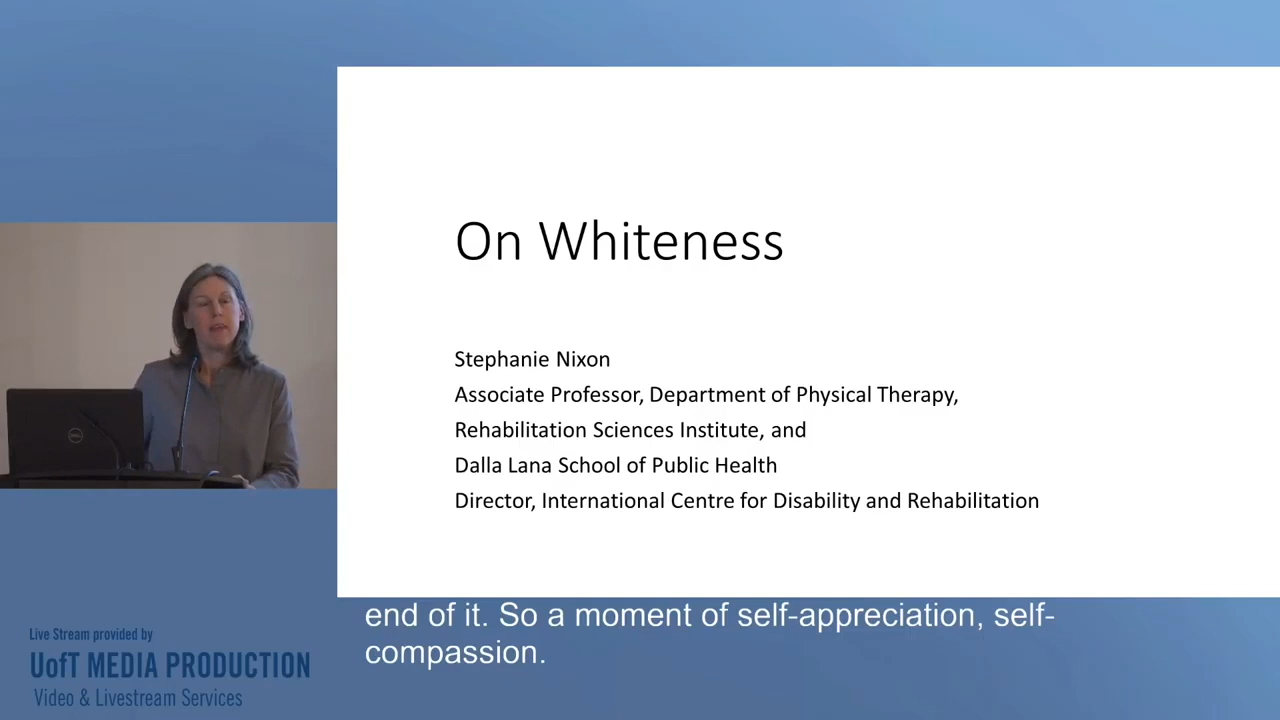 On Whiteness
Stephanie Nixon
Associate Professor, Department of Physical Therapy,
Rehabilitation Sciences Institute, and
Dalla Lana School of Public Health
Director, International Centre for Disability and Rehabilitation
end of it. So a moment of self-appreciation, self-
compassion.
Live Stream provided by
UofT MEDIA PRODUCTION
Video & Livestream Services
DELL